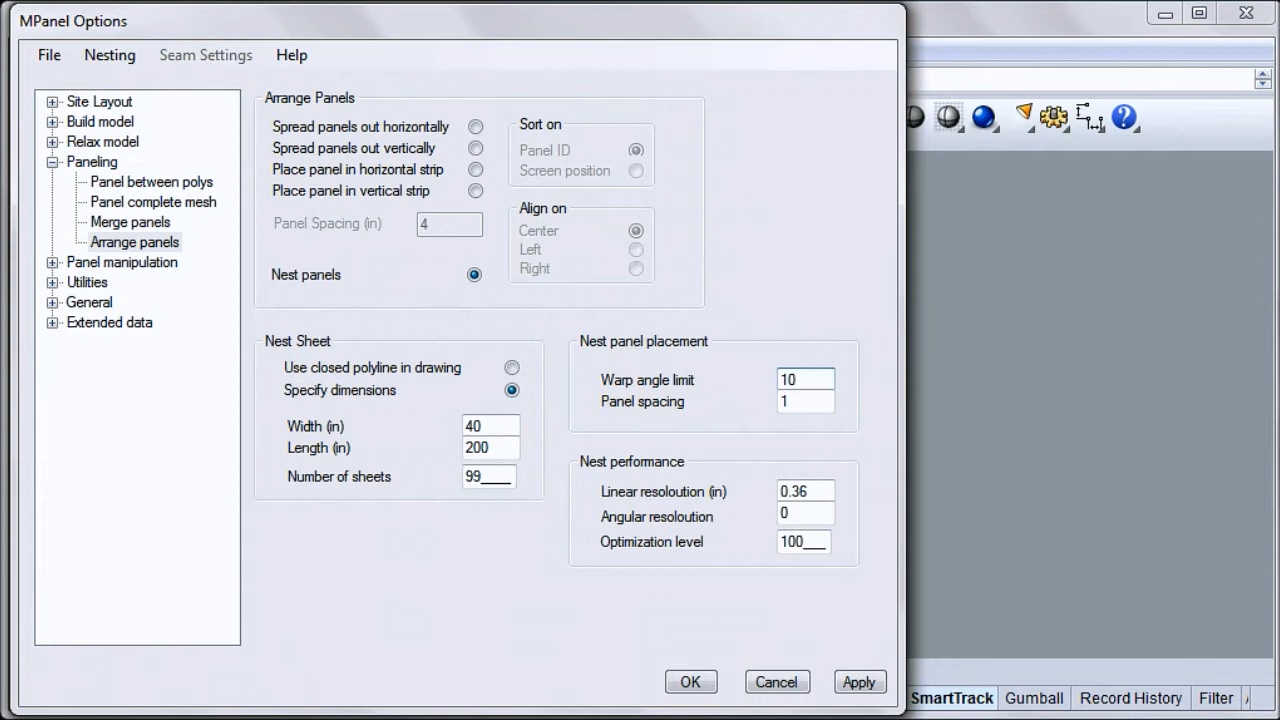 MPanel Options
File Nesting Seam Settings Help
Site Layout
Build model
Relax model
Paneling
Panel between polys
Panel complete mesh
Merge panels
Arrange panels
Panel manipulation
Utilities
General
Extended data
Arrange Panels
Spread panels out horizontally
Spread panels out vertically
Place panel in horizontal strip
Place panel in vertical strip
Panel Spacing (in) 4
Nest panels
Sort on
Panel ID
Screen position
Align on
Center
Left
Right
Nest Sheet
Use closed polyline in drawing
Specify dimensions
Width (in) 40
Length (in) 200
Number of sheets 99____
Nest panel placement
Warp angle limit 10
Panel spacing 1
Nest performance
Linear resoloution (in) 0.36
Angular resoloution 0
Optimization level 100___
OK Cancel Apply
SmartTrack Gumball Record History Filter